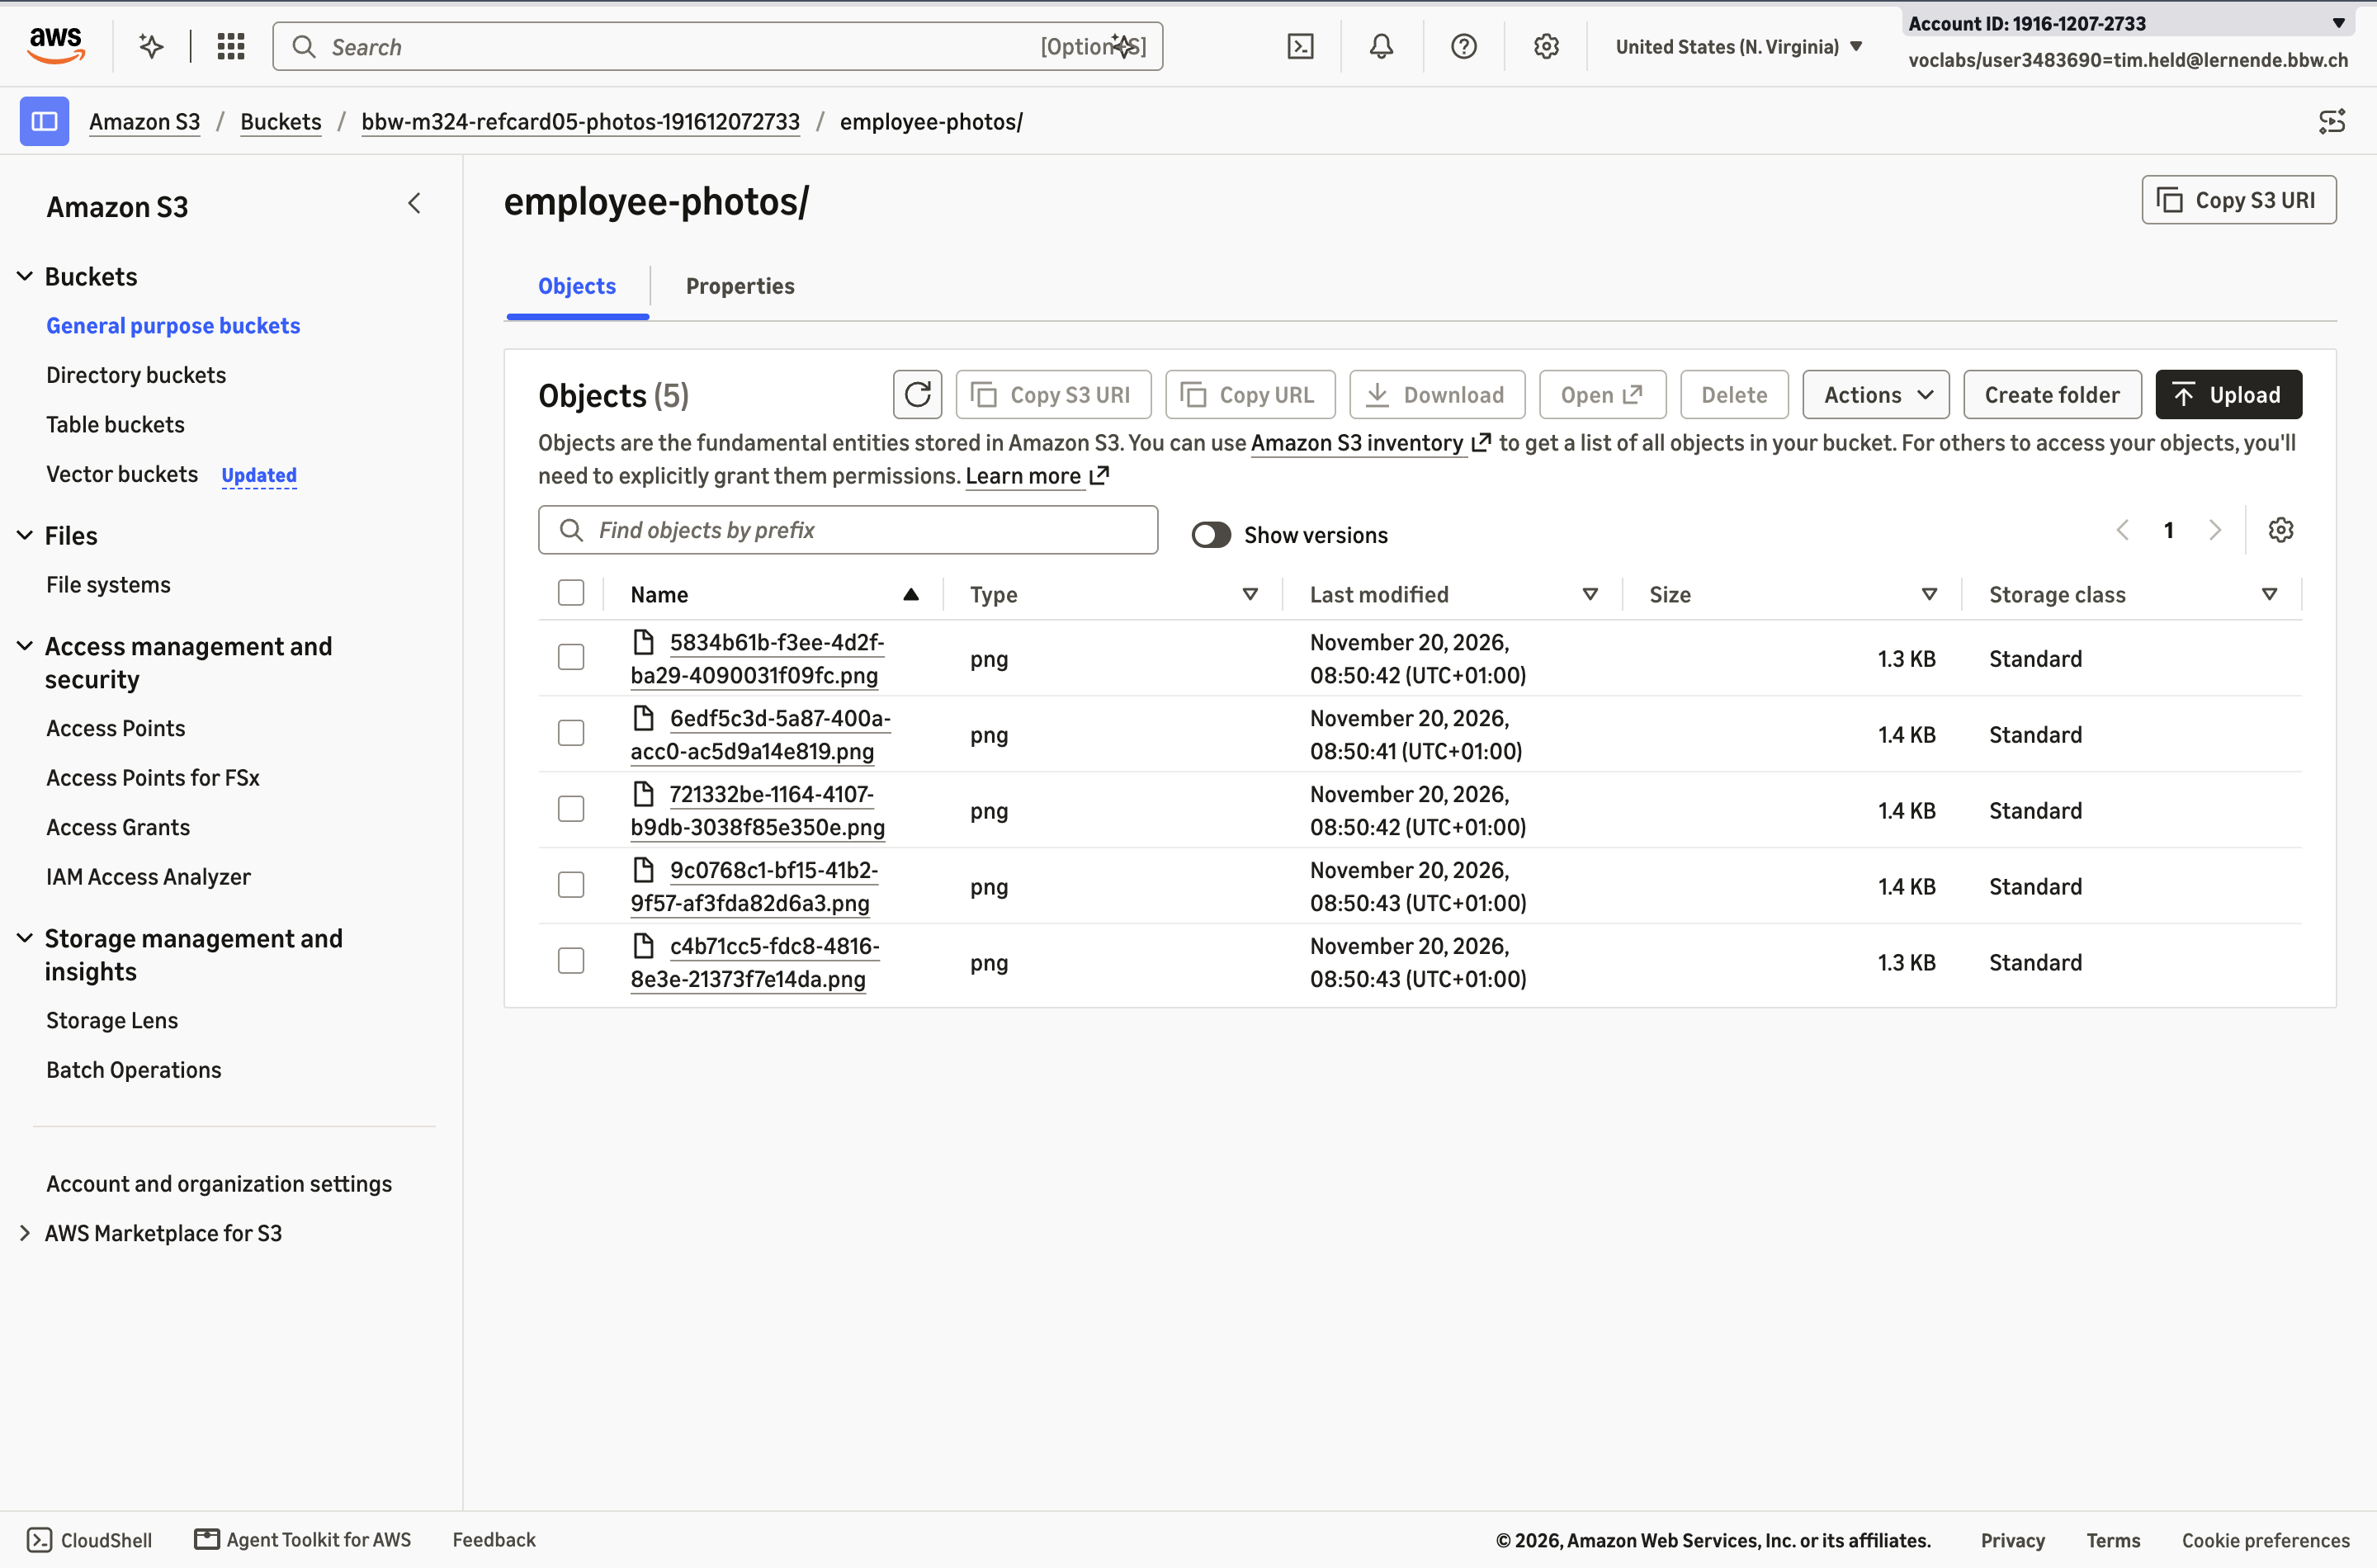 aws
Search
[Option+S]
United States (N. Virginia)
Account ID: 1916-1207-2733
voclabs/user3483690=tim.held@lernende.bbw.ch
Amazon S3 / Buckets / bbw-m324-refcard05-photos-191612072733 / employee-photos/
Amazon S3
Buckets
General purpose buckets
Directory buckets
Table buckets
Vector buckets Updated
Files
File systems
Access management and
security
Access Points
Access Points for FSx
Access Grants
IAM Access Analyzer
Storage management and
insights
Storage Lens
Batch Operations
Account and organization settings
AWS Marketplace for S3
employee-photos/
Copy S3 URI
Objects
Properties
Objects (5)
Copy S3 URI
Copy URL
Download
Open
Delete
Actions
Create folder
Upload
Objects are the fundamental entities stored in Amazon S3. You can use Amazon S3 inventory to get a list of all objects in your bucket. For others to access your objects, you'll
need to explicitly grant them permissions. Learn more
Find objects by prefix
Show versions
1
Name Type Last modified Size Storage class
5834b61b-f3ee-4d2f-
ba29-4090031f09fc.png
png
November 20, 2026,
08:50:42 (UTC+01:00)
1.3 KB
Standard
6edf5c3d-5a87-400a-
acc0-ac5d9a14e819.png
png
November 20, 2026,
08:50:41 (UTC+01:00)
1.4 KB
Standard
721332be-1164-4107-
b9db-3038f85e350e.png
png
November 20, 2026,
08:50:42 (UTC+01:00)
1.4 KB
Standard
9c0768c1-bf15-41b2-
9f57-af3fda82d6a3.png
png
November 20, 2026,
08:50:43 (UTC+01:00)
1.4 KB
Standard
c4b71cc5-fdc8-4816-
8e3e-21373f7e14da.png
png
November 20, 2026,
08:50:43 (UTC+01:00)
1.3 KB
Standard
CloudShell
Agent Toolkit for AWS
Feedback
© 2026, Amazon Web Services, Inc. or its affiliates.
Privacy
Terms
Cookie preferences